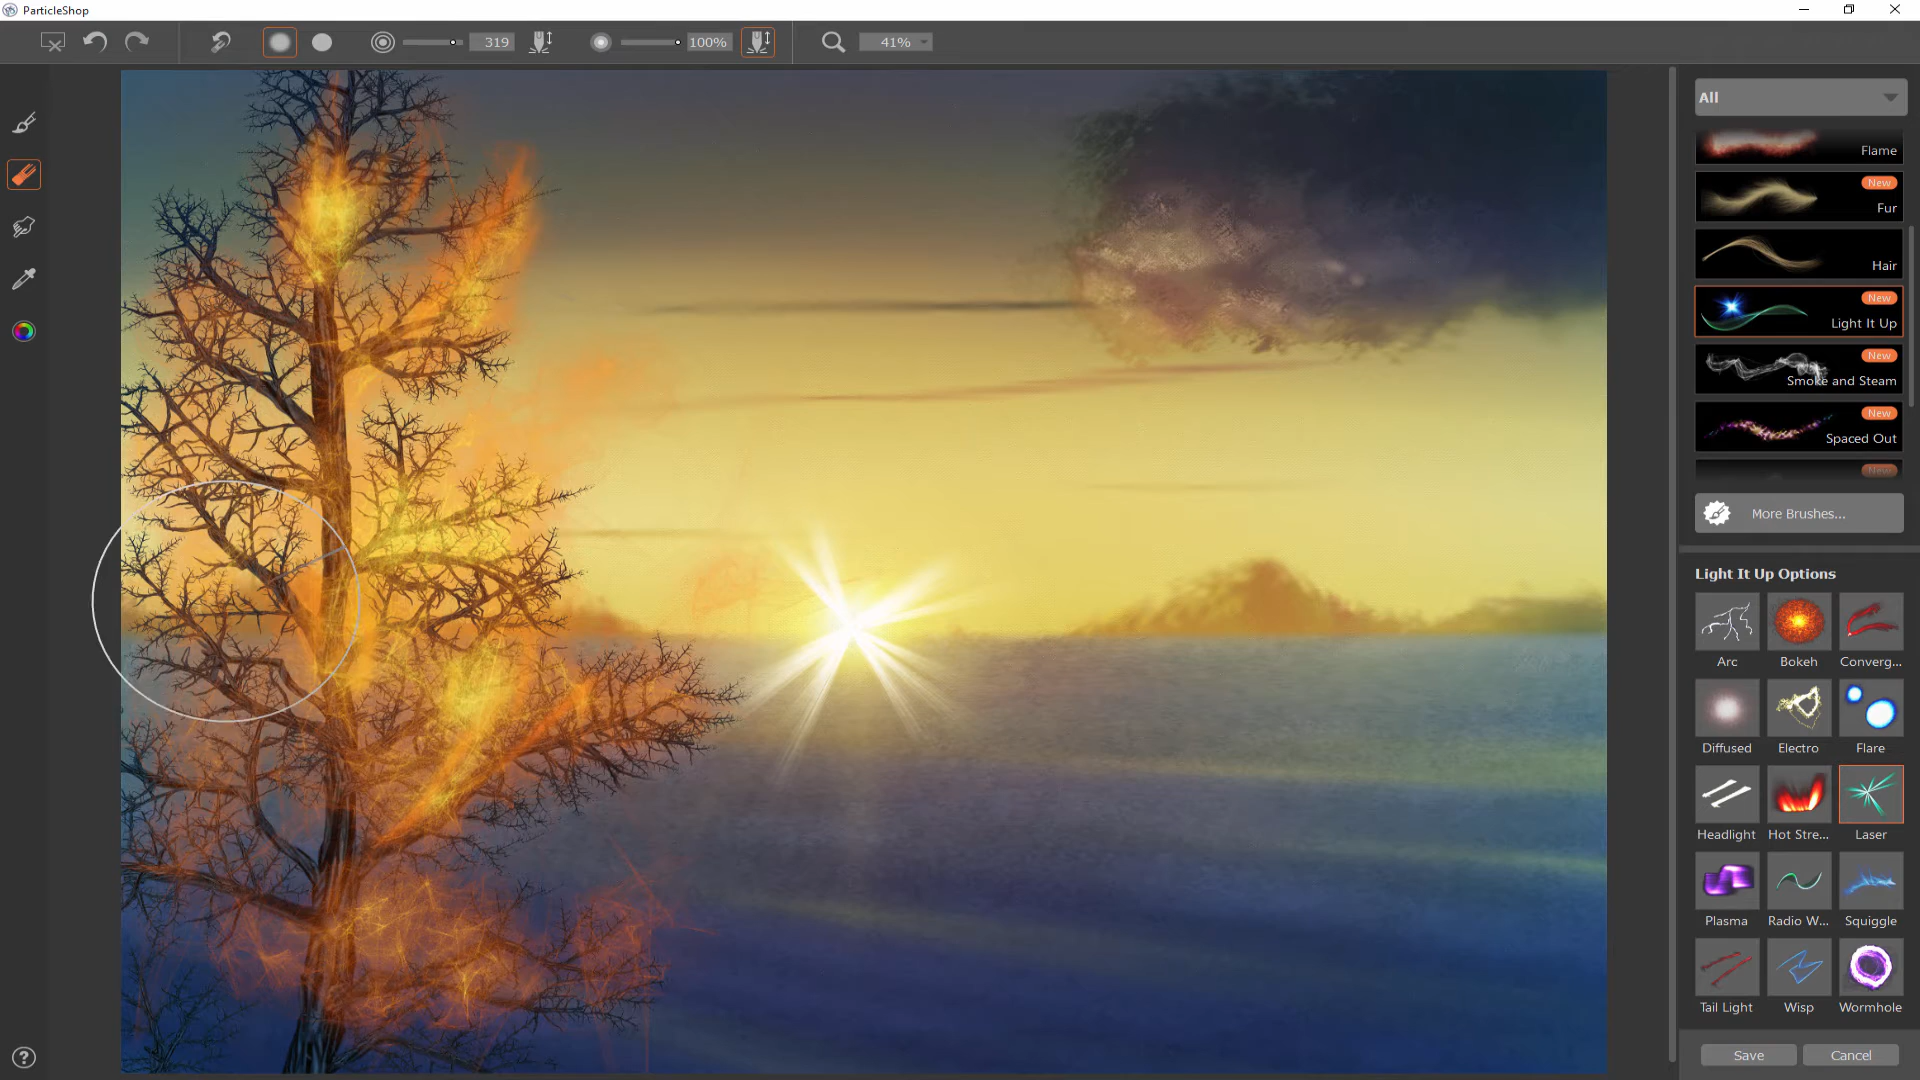 ParticleShop
319
100%
41%
All
Flame
New
Fur
Hair
New
Light It Up
New
Smoke and Steam
New
Spaced Out
New
More Brushes...
Light It Up Options
Arc Bokeh Converg...
Diffused Electro Flare
Headlight Hot Stre... Laser
Plasma Radio W... Squiggle
Tail Light Wisp Wormhole
Save Cancel